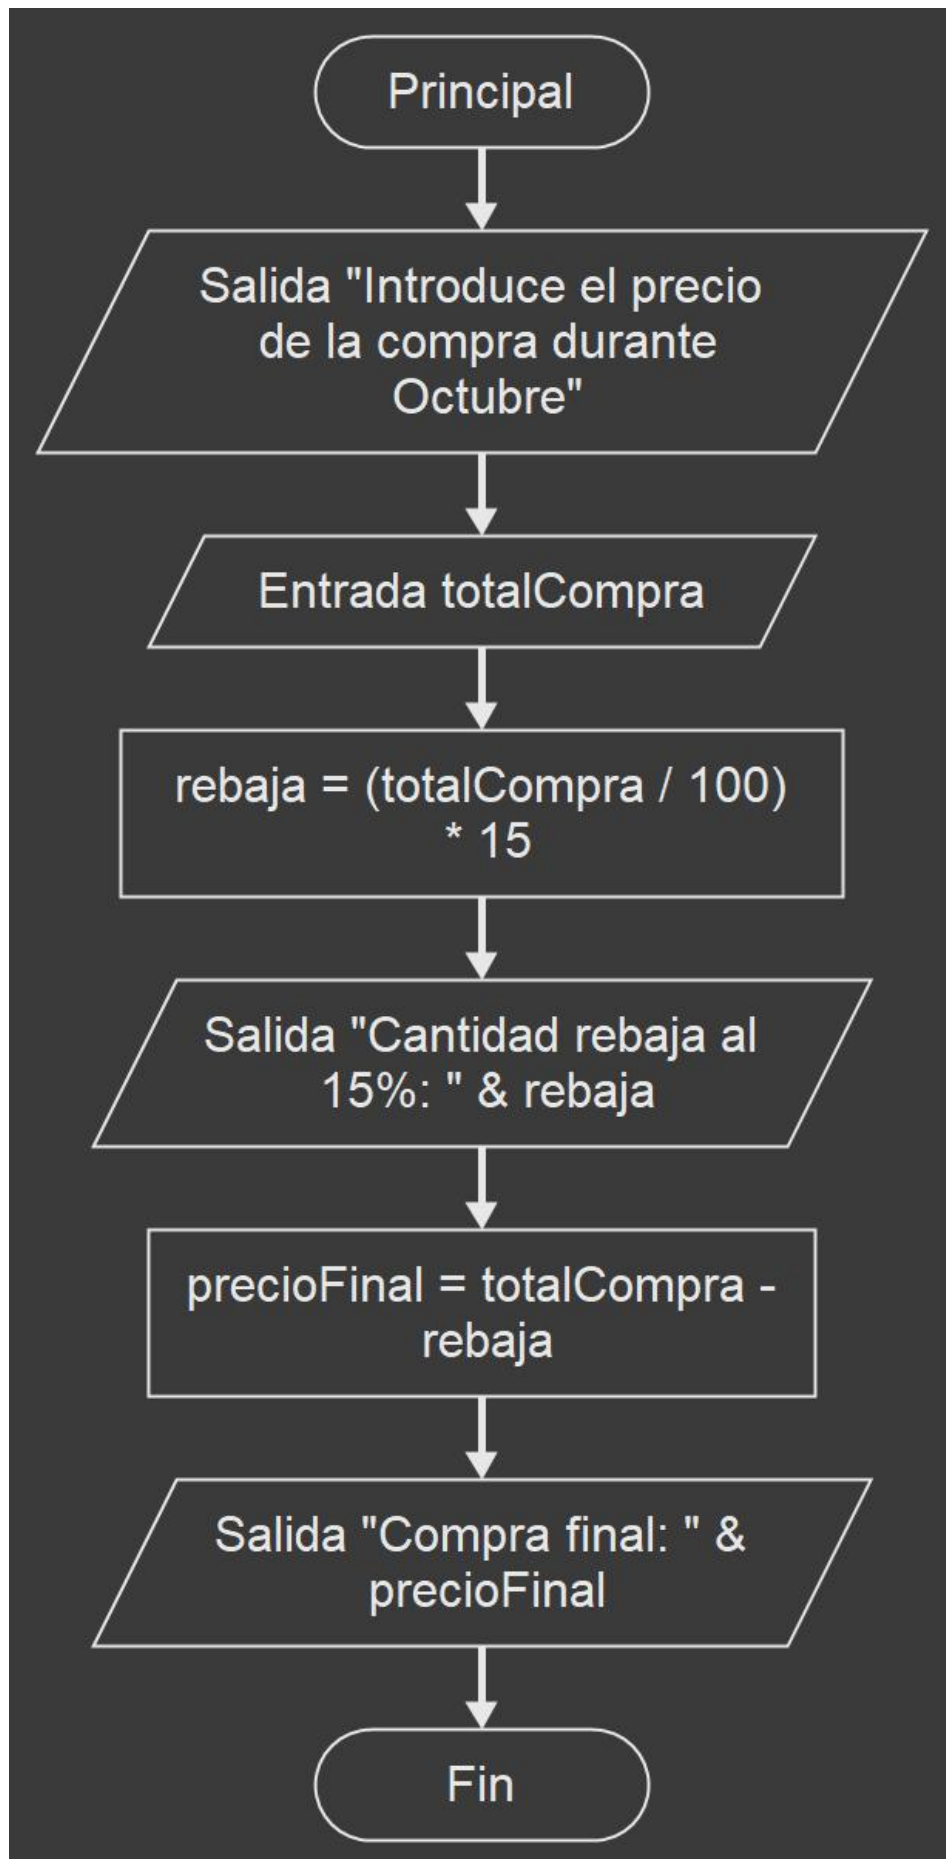 Principal
Salida "Introduce el precio
de la compra durante
Octubre"
Entrada totalCompra
rebaja = (totalCompra / 100)
* 15
Salida "Cantidad rebaja al
15%: " & rebaja
precioFinal = totalCompra -
rebaja
Salida "Compra final: " &
precioFinal
Fin